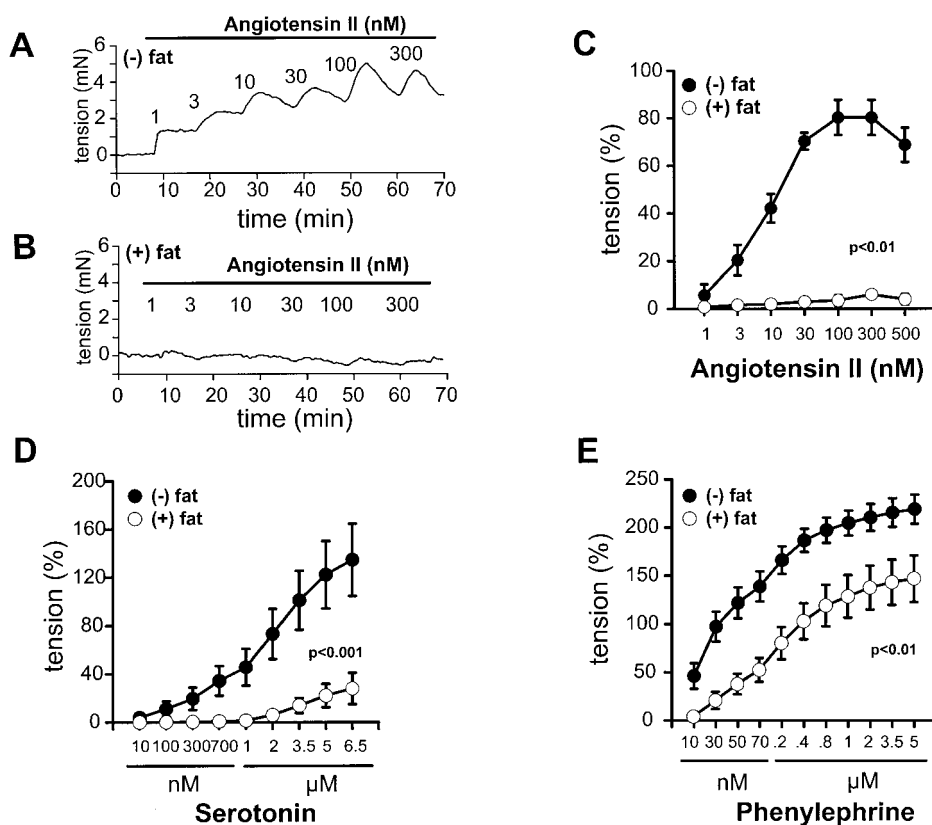 A
Angiotensin II (nM)
(-) fat
1 3 10 30 100 300
tension (mN)
6
4
2
0
0 10 20 30 40 50 60 70
time (min)
B
(+) fat
Angiotensin II (nM)
1 3 10 30 100 300
tension (mN)
6
4
2
0
0 10 20 30 40 50 60 70
time (min)
C
(-) fat
(+) fat
tension (%)
100
80
60
40
20
0
p<0.01
1 3 10 30 100 300 500
Angiotensin II (nM)
D
(-) fat
(+) fat
tension (%)
200
160
120
80
40
0
p<0.001
10 100 300700 1 2 3.5 5 6.5
nM µM
Serotonin
E
(-) fat
(+) fat
tension (%)
250
200
150
100
50
0
p<0.01
10 30 50 70 .2 .4 .8 1 2 3.5 5
nM µM
Phenylephrine